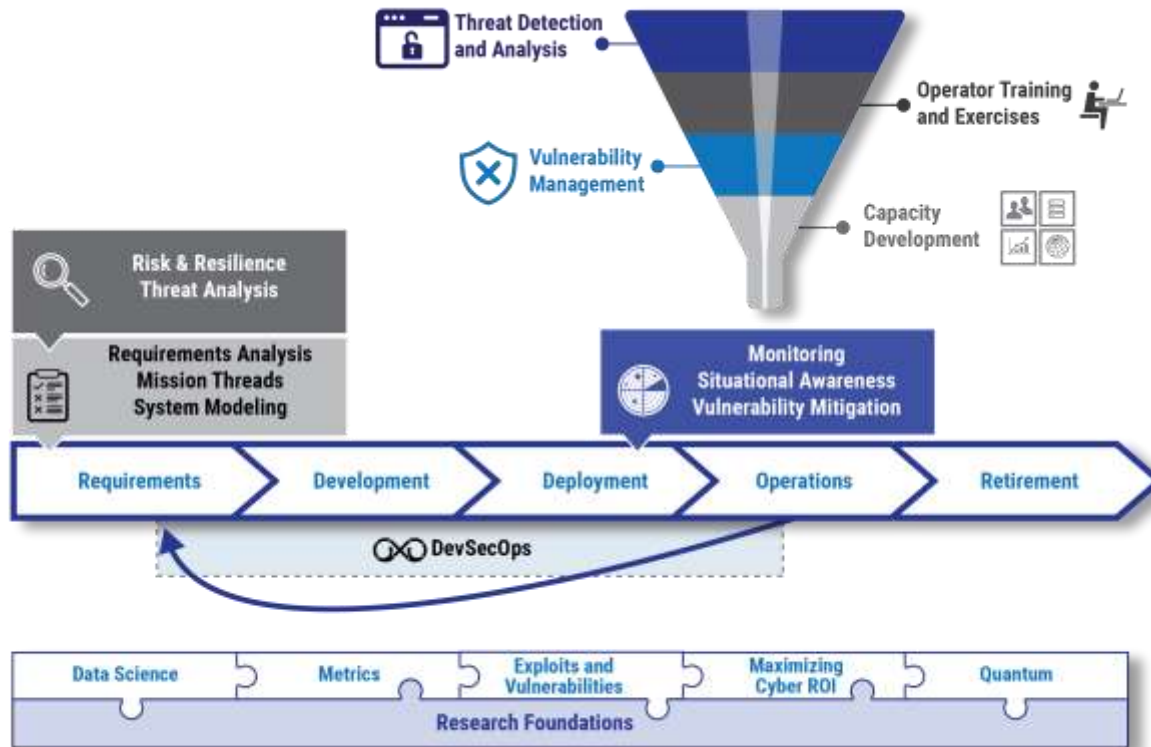 Threat Detection
and Analysis
Operator Training
and Exercises
Vulnerability
Management
Capacity
Development
Risk & Resilience
Threat Analysis
Requirements Analysis
Mission Threads
System Modeling
Monitoring
Situational Awareness
Vulnerability Mitigation
Requirements
Development
Deployment
Operations
Retirement
DevSecOps
Data Science
Metrics
Exploits and
Vulnerabilities
Maximizing
Cyber ROI
Quantum
Research Foundations